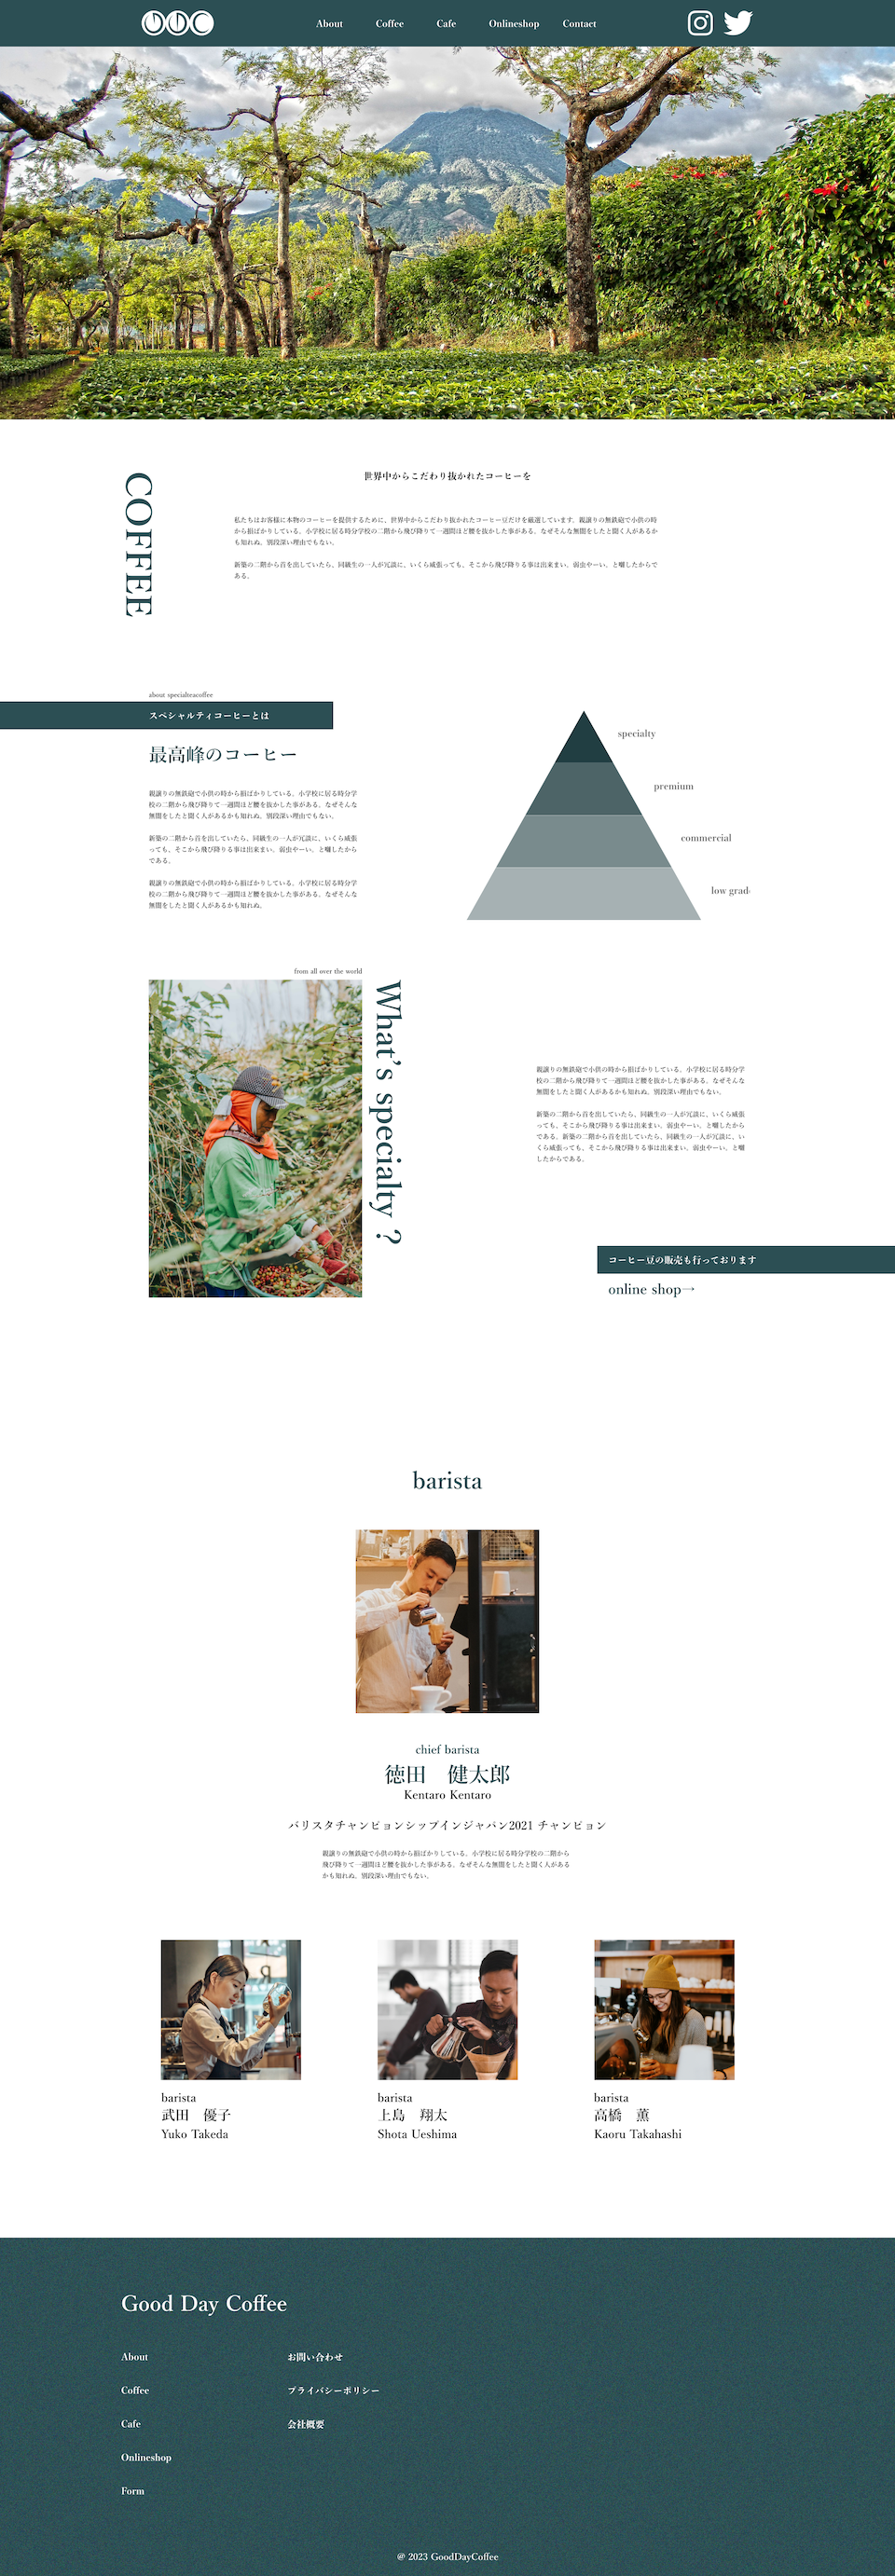 About
Coffee
Cafe
Onlineshop
Contact
COFFEE
世界中からこだわり抜かれたコーヒーを
私たちはお客様に本物のコーヒーを提供するために、世界中からこだわり抜かれたコーヒー豆だけを厳選しています。親譲りの無鉄砲で小供の時
から損ばかりしている。小学校に居る時分学校の二階から飛び降りて一週間ほど腰を抜かした事がある。なぜそんな無闇をしたと聞く人があるか
も知れぬ。別段深い理由でもない。
新築の二階から首を出していたら、同級生の一人が冗談に、いくら威張っても、そこから飛び降りる事は出来まい。弱虫やーい。と囃したからで
ある。
about specialteacoffee
スペシャルティコーヒーとは
最高峰のコーヒー
親譲りの無鉄砲で小供の時から損ばかりしている。小学校に居る時分学
校の二階から飛び降りて一週間ほど腰を抜かした事がある。なぜそんな
無闇をしたと聞く人があるかも知れぬ。別段深い理由でもない。
新築の二階から首を出していたら、同級生の一人が冗談に、いくら威張
っても、そこから飛び降りる事は出来まい。弱虫やーい。と囃したから
である。
親譲りの無鉄砲で小供の時から損ばかりしている。小学校に居る時分学
校の二階から飛び降りて一週間ほど腰を抜かした事がある。なぜそんな
無闇をしたと聞く人があるかも知れぬ。
specialty
premium
commercial
low grad
from all over the world
What's specialty ?
親譲りの無鉄砲で小供の時から損ばかりしている。小学校に居る時分学
校の二階から飛び降りて一週間ほど腰を抜かした事がある。なぜそんな
無闇をしたと聞く人があるかも知れぬ。別段深い理由でもない。
新築の二階から首を出していたら、同級生の一人が冗談に、いくら威張
っても、そこから飛び降りる事は出来まい。弱虫やーい。と囃したから
である。新築の二階から首を出していたら、同級生の一人が冗談に、い
くら威張っても、そこから飛び降りる事は出来まい。弱虫やーい。と囃
したからである。
コーヒー豆の販売も行っております
online shop→
barista
chief barista
徳田　健太郎
Kentaro Kentaro
バリスタチャンピョンシップインジャパン2021 チャンピョン
親譲りの無鉄砲で小供の時から損ばかりしている。小学校に居る時分学校の二階から
飛び降りて一週間ほど腰を抜かした事がある。なぜそんな無闇をしたと聞く人がある
かも知れぬ。別段深い理由でもない。
barista
武田　優子
Yuko Takeda
barista
上島　翔太
Shota Ueshima
barista
高橋　薫
Kaoru Takahashi
Good Day Coffee
About
Coffee
Cafe
Onlineshop
Form
お問い合わせ
プライバシーポリシー
会社概要
@ 2023 GoodDayCoffee